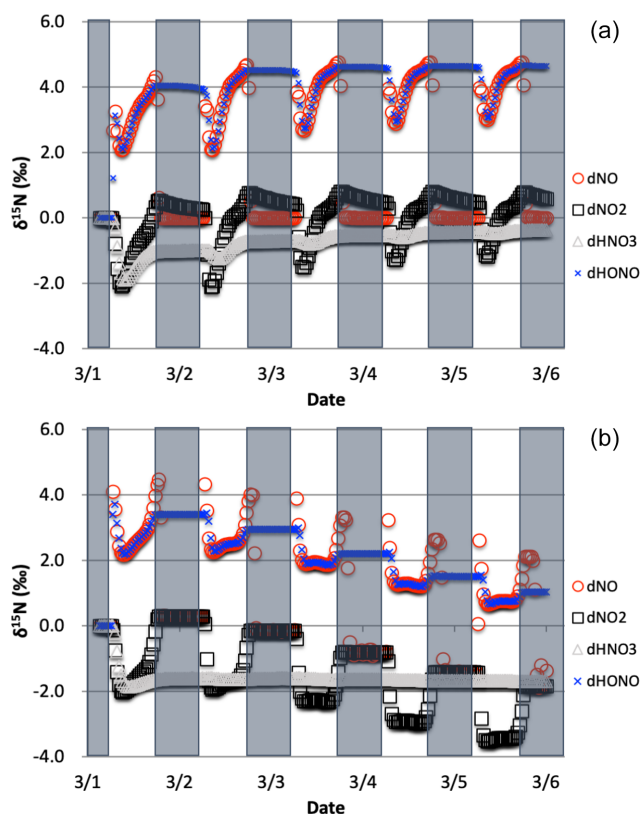 6.0
(a)
4.0
2.0
0.0
-2.0
-4.0
δ15N (‰)
dNO
dNO2
dHNO3
dHONO
3/1 3/2 3/3 3/4 3/5 3/6
Date
6.0
(b)
4.0
2.0
0.0
-2.0
-4.0
δ15N (‰)
dNO
dNO2
dHNO3
dHONO
3/1 3/2 3/3 3/4 3/5 3/6
Date